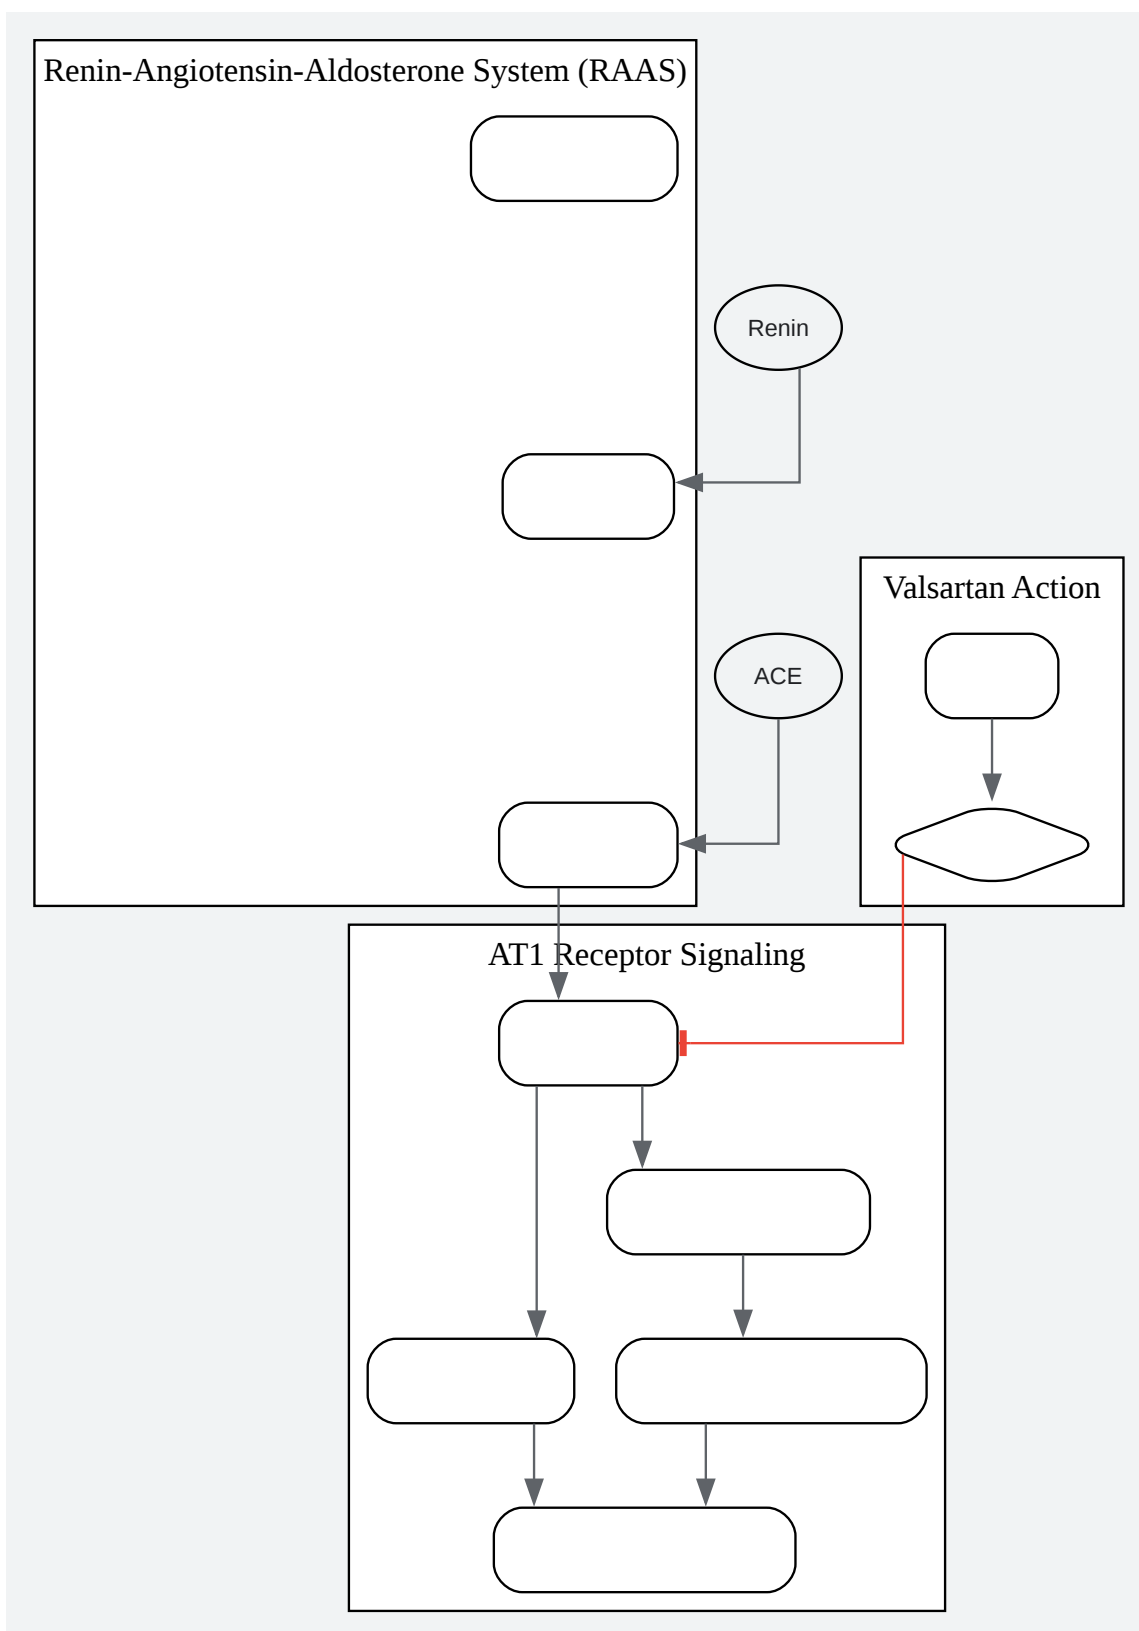 Renin-Angiotensin-Aldosterone System (RAAS)
Renin
Valsartan Action
ACE
AT1 Receptor Signaling